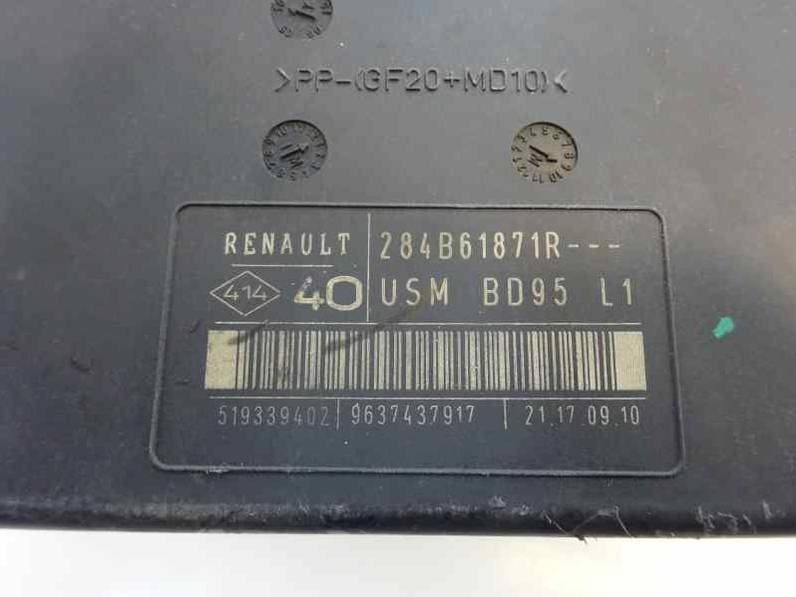 >PP-(GF20+MD10)<
RENAULT 284B61871R---
414 40 USM BD95 L1
519339402 9637437917 21.17.09.10